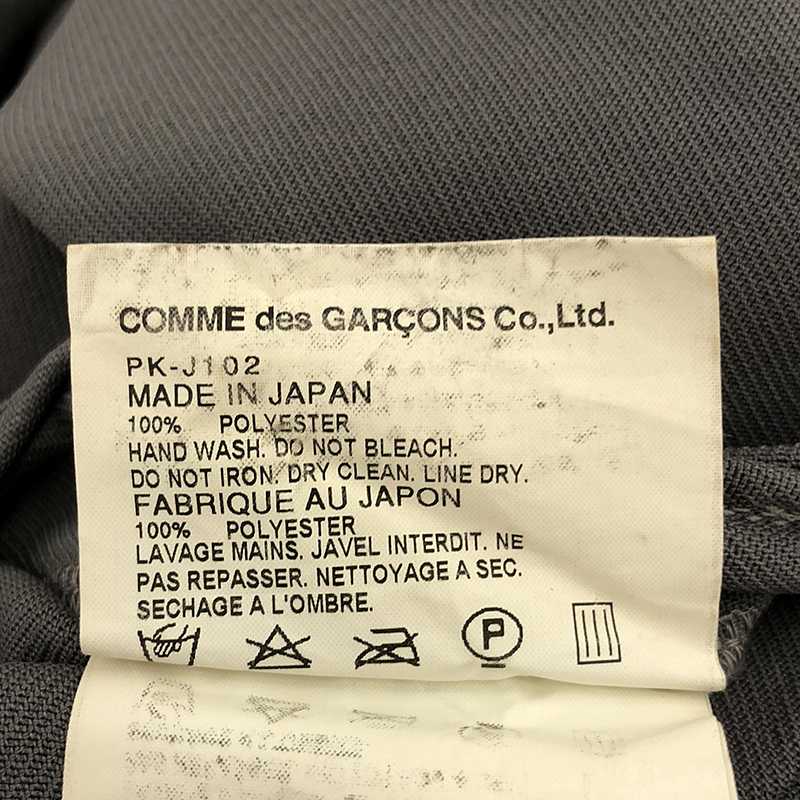 COMME des GARÇONS Co.,Ltd.
PK-J102
MADE IN JAPAN
100% POLYESTER
HAND WASH. DO NOT BLEACH.
DO NOT IRON. DRY CLEAN. LINE DRY.
FABRIQUE AU JAPON
100% POLYESTER
LAVAGE MAINS. JAVEL INTERDIT. NE
PAS REPASSER. NETTOYAGE A SEC.
SECHAGE A L'OMBRE.
P